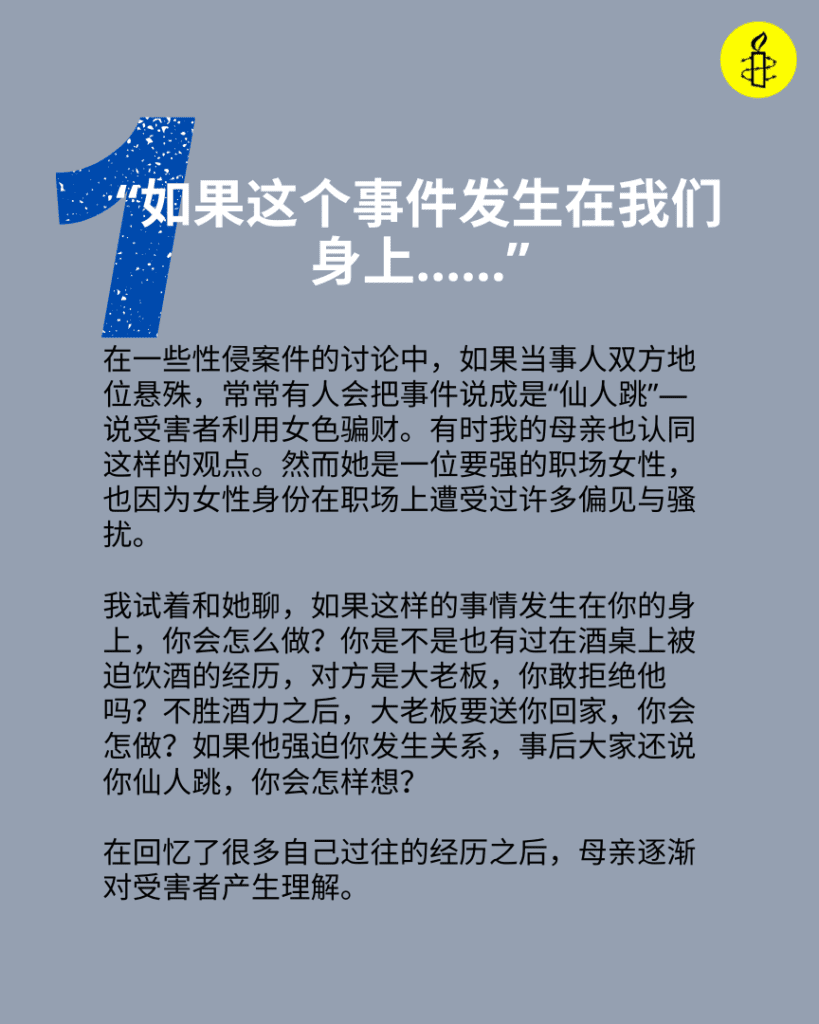 1
“如果这个事件发生在我们
身上……”
在一些性侵案件的讨论中，如果当事人双方地
位悬殊，常常有人会把事件说成是“仙人跳”—
说受害者利用女色骗财。有时我的母亲也认同
这样的观点。然而她是一位要强的职场女性，
也因为女性身份在职场上遭受过许多偏见与骚
扰。
我试着和她聊，如果这样的事情发生在你的身
上，你会怎么做？你是不是也有过在酒桌上被
迫饮酒的经历，对方是大老板，你敢拒绝他
吗？不胜酒力之后，大老板要送你回家，你会
怎做？如果他强迫你发生关系，事后大家还说
你仙人跳，你会怎样想？
在回忆了很多自己过往的经历之后，母亲逐渐
对受害者产生理解。